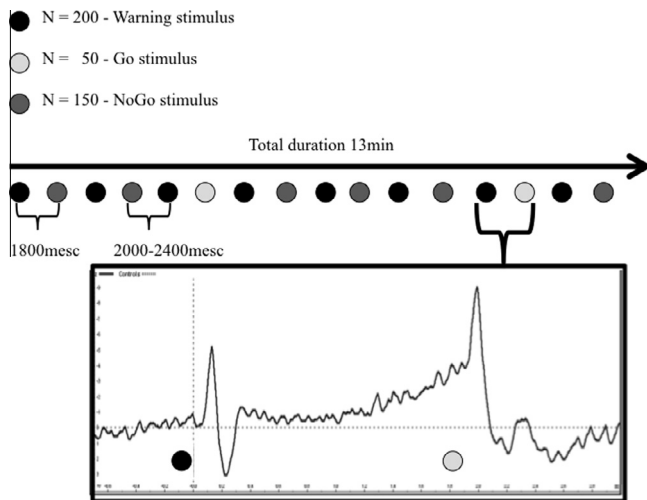 N = 200 - Warning stimulus
N = 50 - Go stimulus
N = 150 - NoGo stimulus
Total duration 13min
1800mesc
2000-2400mesc
Controls